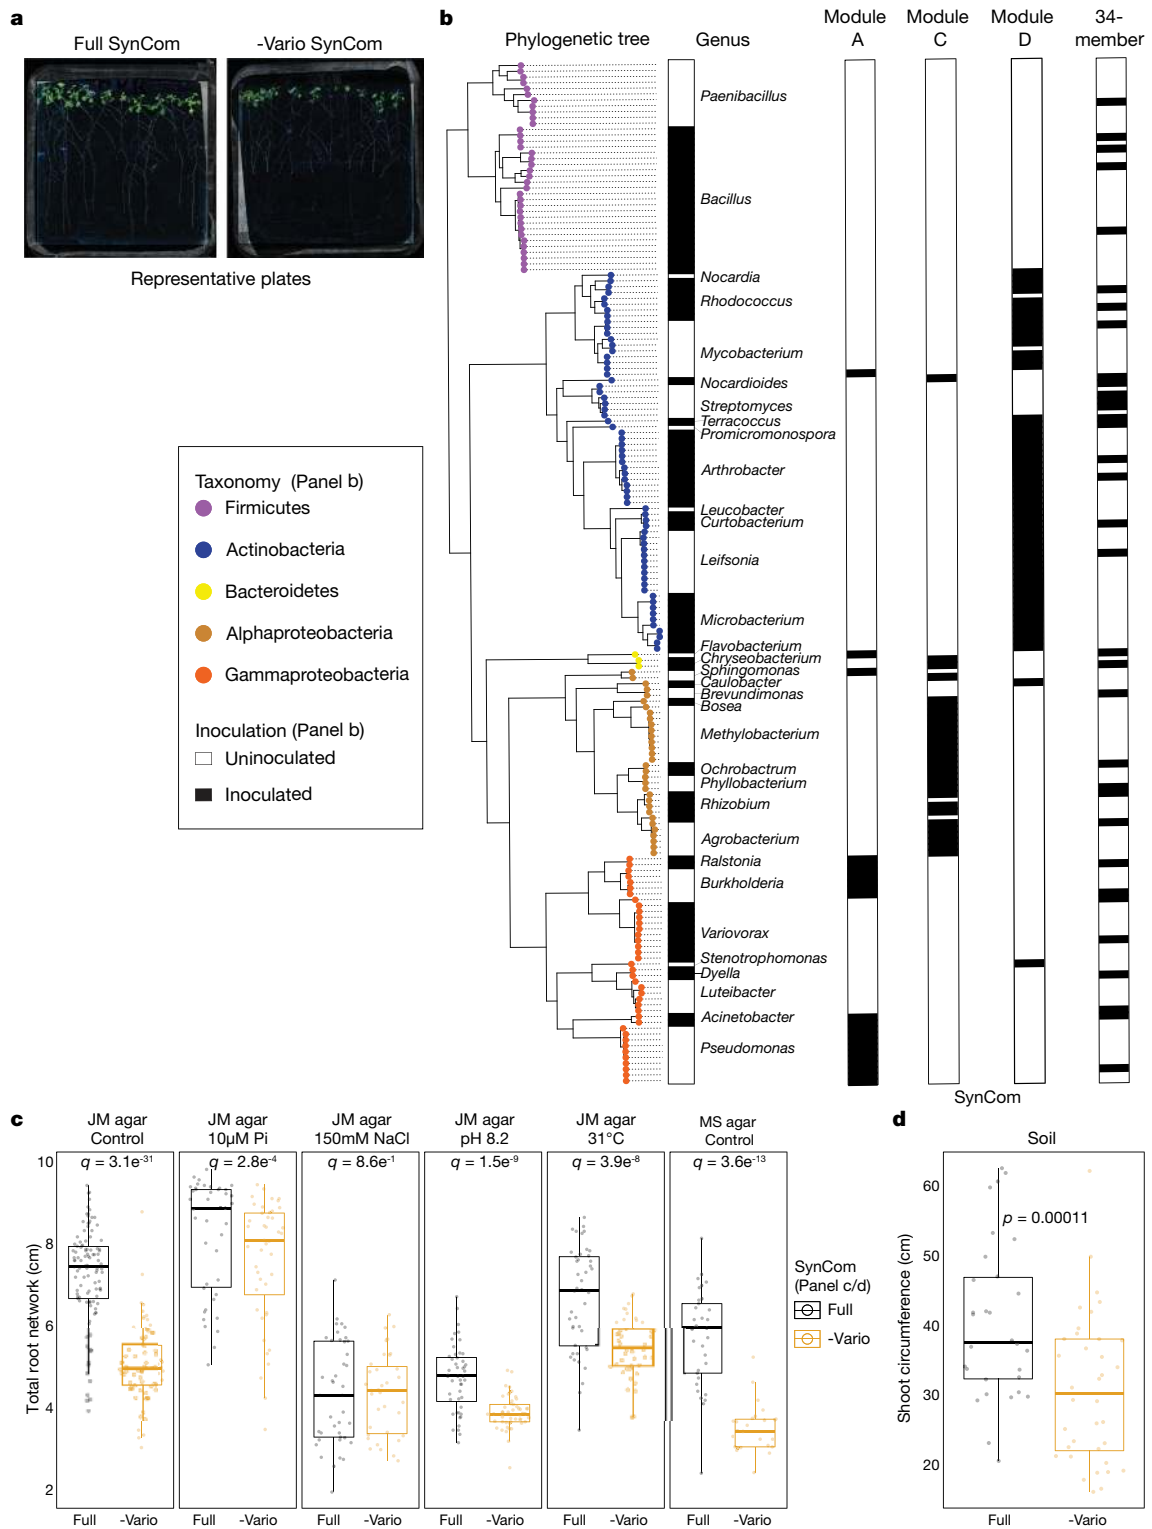 a
Full SynCom
-Vario SynCom
Representative plates
b
Phylogenetic tree
Genus
Module
A
Module
C
Module
D
34-
member
Paenibacillus
Bacillus
Nocardia
Rhodococcus
Mycobacterium
Nocardioides
Streptomyces
Terracoccus
Promicromonospora
Arthrobacter
Leucobacter
Curtobacterium
Leifsonia
Microbacterium
Flavobacterium
Chryseobacterium
Sphingomonas
Caulobacter
Brevundimonas
Bosea
Methylobacterium
Ochrobactrum
Phyllobacterium
Rhizobium
Agrobacterium
Ralstonia
Burkholderia
Variovorax
Stenotrophomonas
Dyella
Luteibacter
Acinetobacter
Pseudomonas
SynCom
Taxonomy (Panel b)
Firmicutes
Actinobacteria
Bacteroidetes
Alphaproteobacteria
Gammaproteobacteria
Inoculation (Panel b)
Uninoculated
Inoculated
c
JM agar
Control
JM agar
10µM Pi
JM agar
150mM NaCl
JM agar
pH 8.2
JM agar
31°C
MS agar
Control
q = 3.1e-31
q = 2.8e-4
q = 8.6e-1
q = 1.5e-9
q = 3.9e-8
q = 3.6e-13
Total root network (cm)
10
8
6
4
2
Full
-Vario
Full
-Vario
Full
-Vario
Full
-Vario
Full
-Vario
Full
-Vario
SynCom
(Panel c/d)
Full
-Vario
d
Soil
p = 0.00011
Shoot circumference (cm)
60
50
40
30
20
Full
-Vario